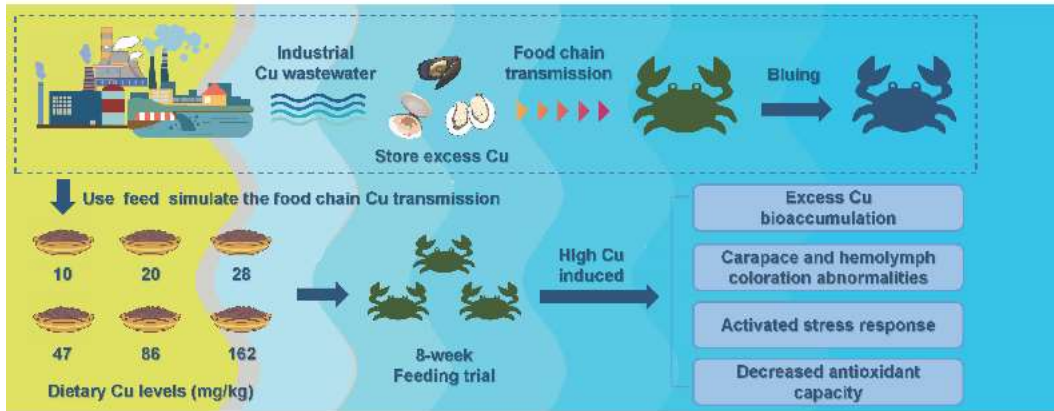 Industrial
Cu wastewater
Food chain
transmission
Bluing
Store excess Cu
Use feed simulate the food chain Cu transmission
10 20 28
47 86 162
Dietary Cu levels (mg/kg)
8-week
Feeding trial
High Cu
induced
Excess Cu
bioaccumulation
Carapace and hemolymph
coloration abnormalities
Activated stress response
Decreased antioxidant
capacity